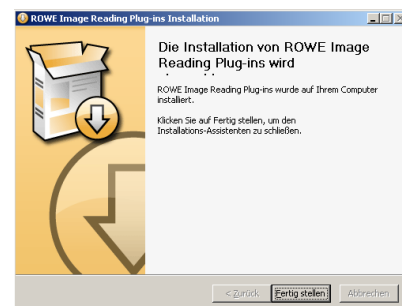 ROWE Image Reading Plug-ins Installation
Die Installation von ROWE Image
Reading Plug-ins wird
ROWE Image Reading Plug-ins wurde auf Ihrem Computer
installiert.
Klicken Sie auf Fertig stellen, um den
Installations-Assistenten zu schließen.
< Zurück Fertig stellen Abbrechen